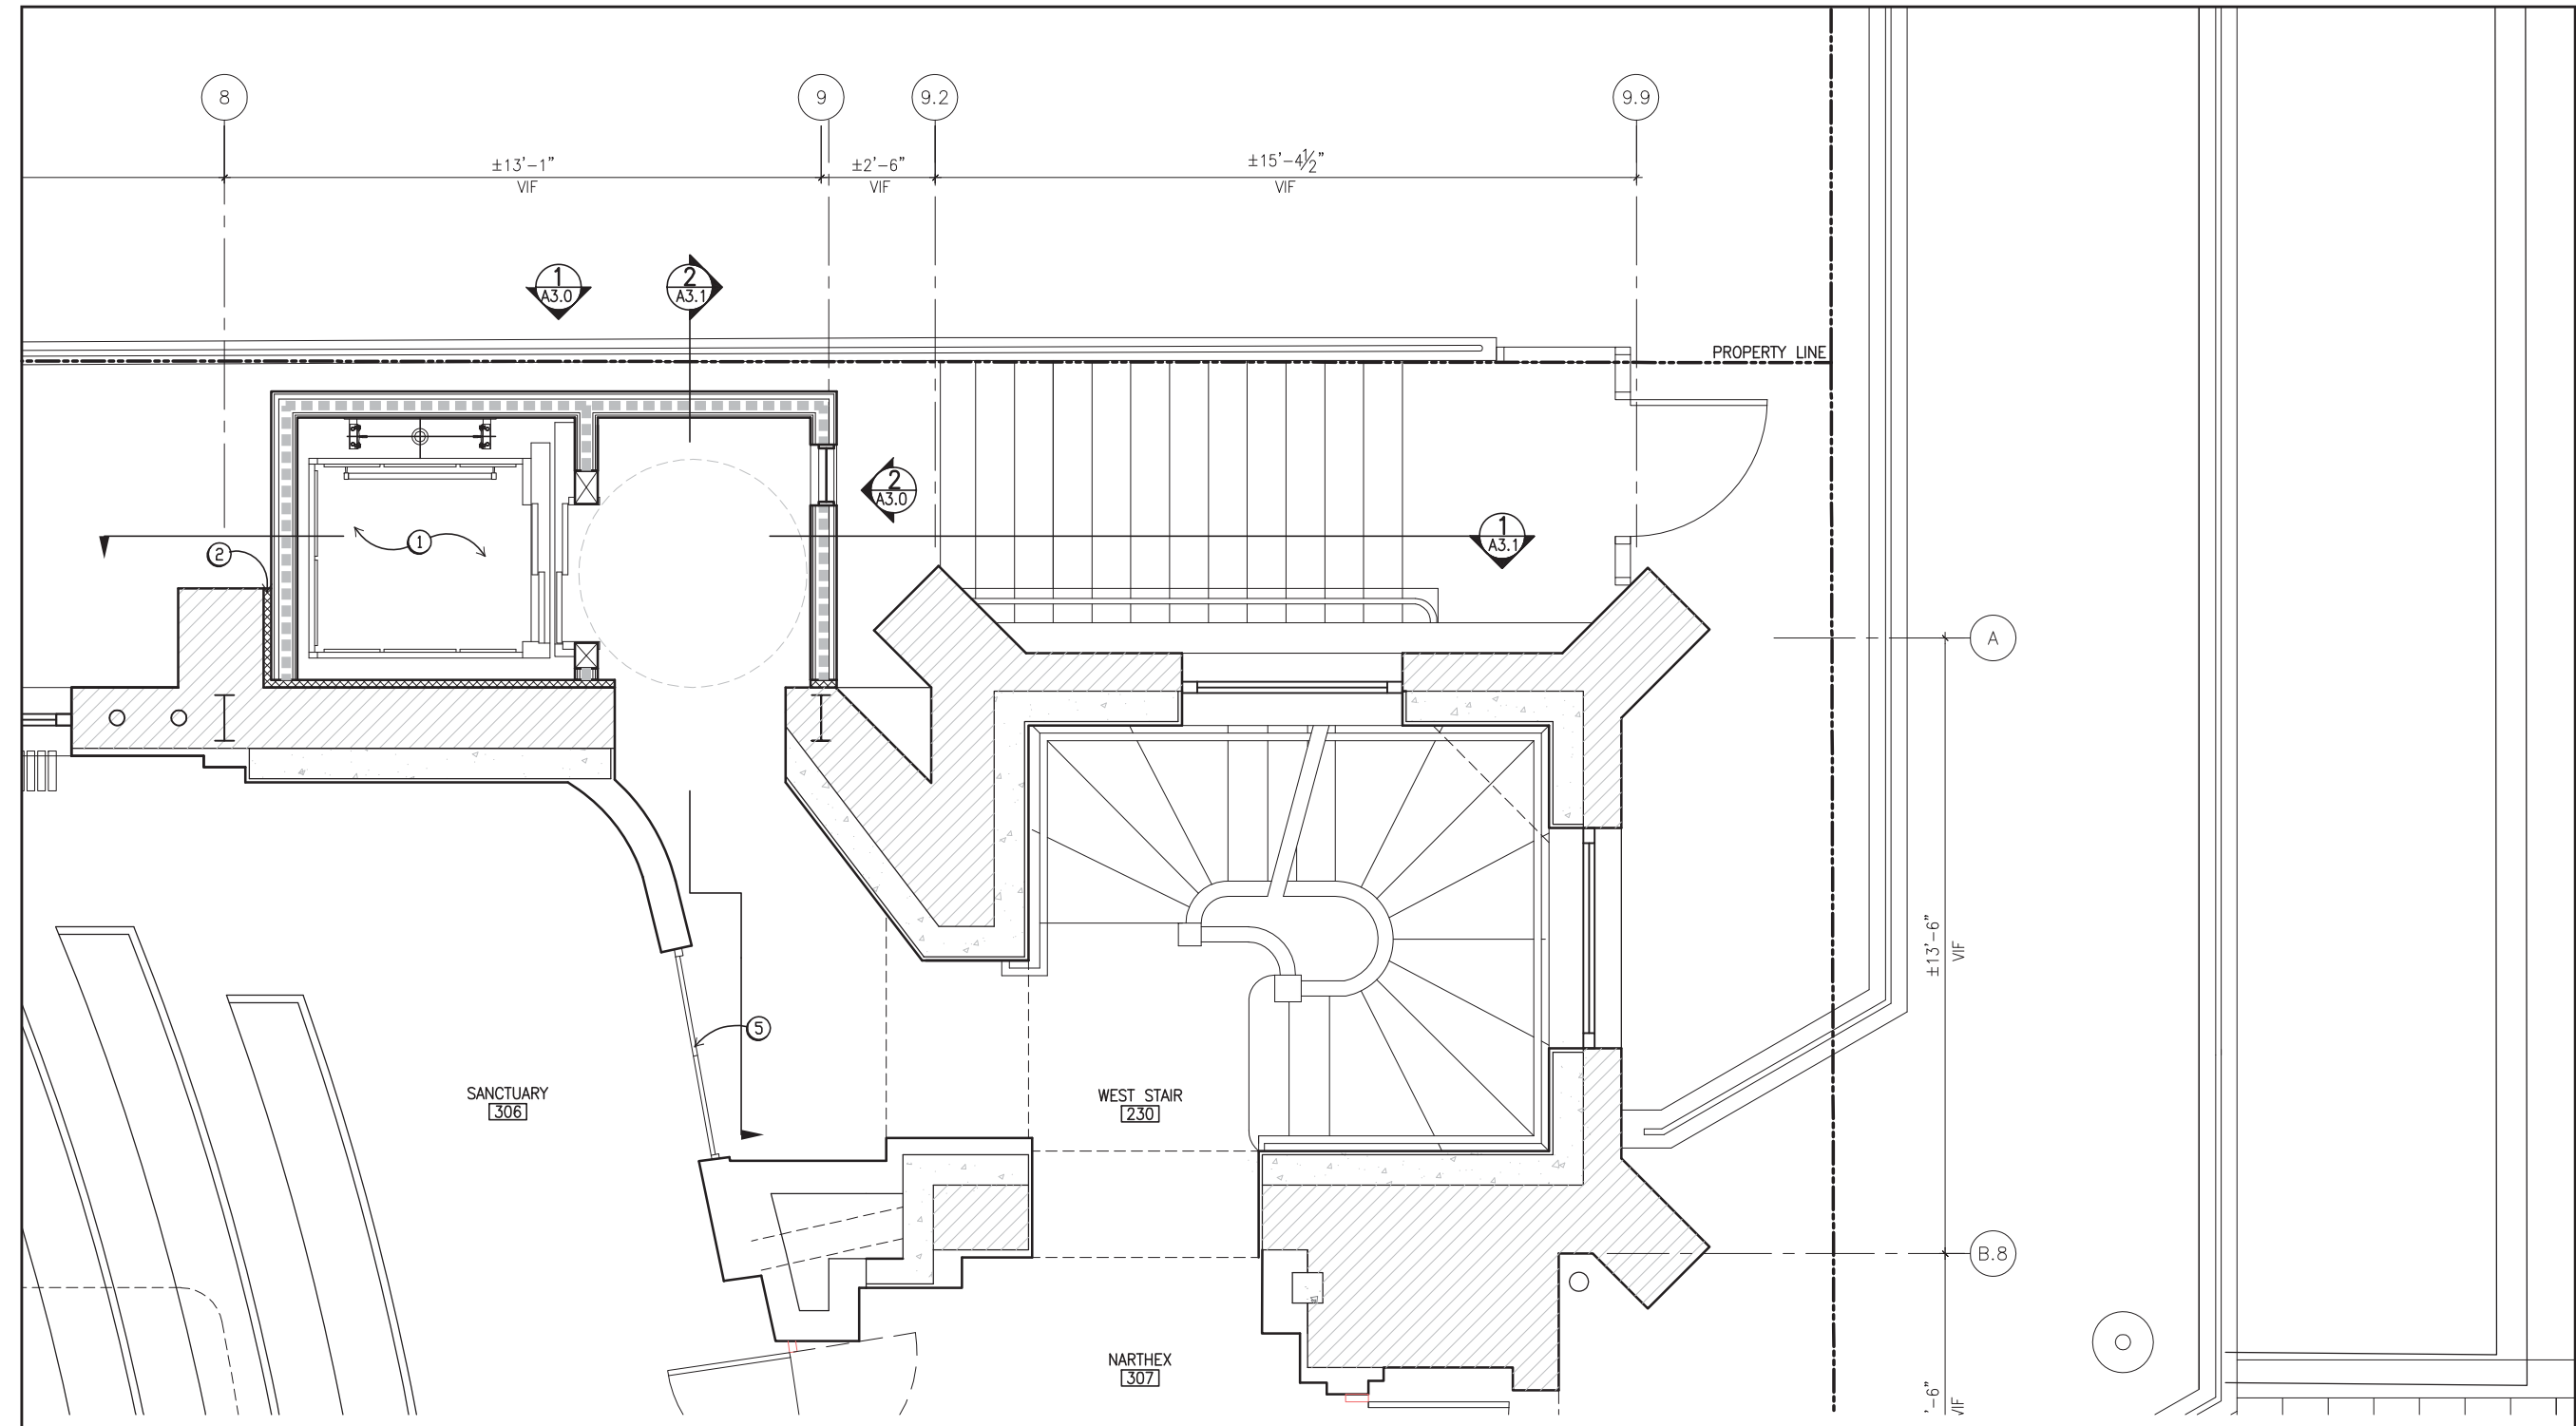 8
9
9.2
9.9
±13'-1"
VIF
±2'-6"
VIF
±15'-4½"
VIF
1
A3.0
2
A3.1
PROPERTY LINE
2
A3.0
1
2
1
A3.1
A
±13'-6"
VIF
5
SANCTUARY
306
WEST STAIR
230
B.8
NARTHEX
307
'-6"
VIF